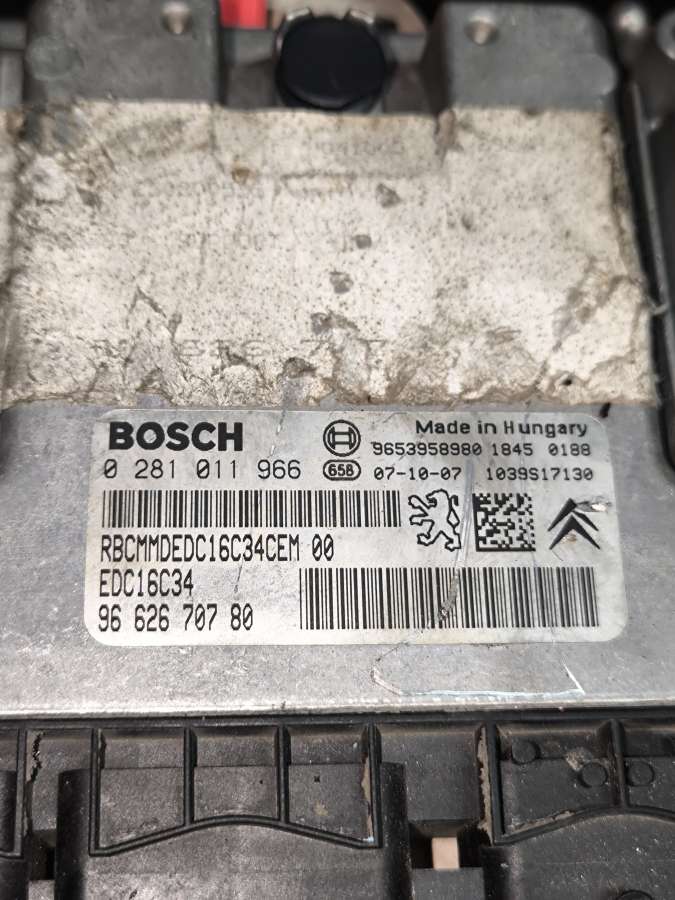 BOSCH
Made in Hungary
9653958980 1845 0188
0 281 011 966 658 07-10-07 1039S17130
RBCMMDEDC16C34CEM 00
EDC16C34
96 626 707 80